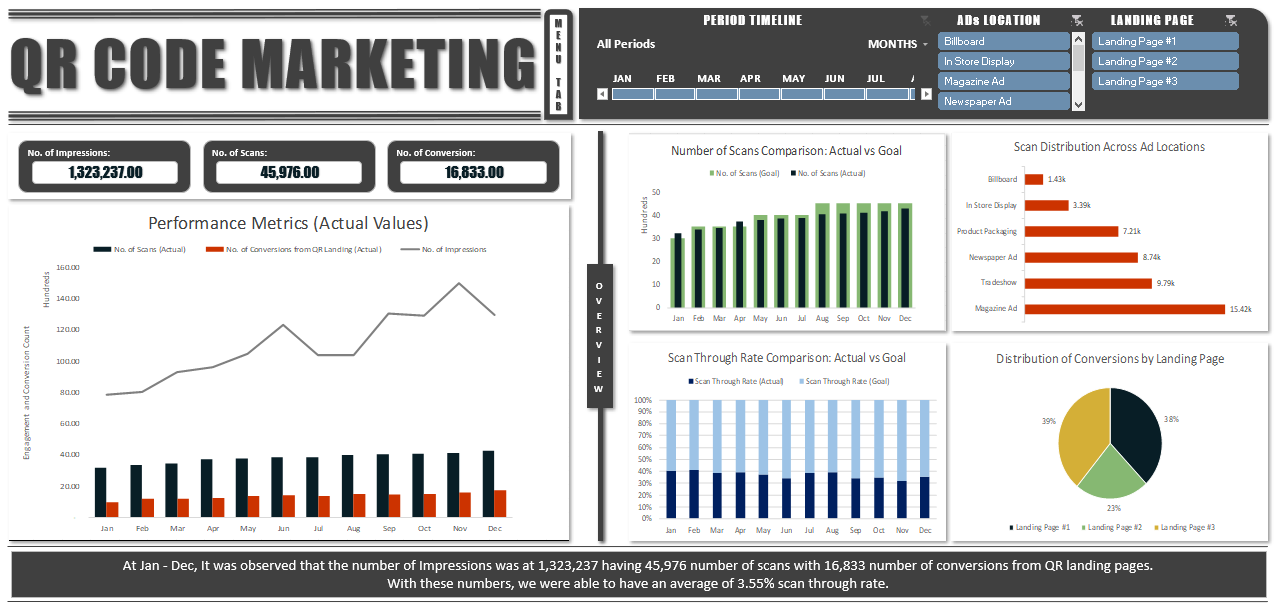 QR CODE MARKETING
MENU TAB
PERIOD TIMELINE
All Periods
MONTHS
JAN FEB MAR APR MAY JUN JUL
ADs LOCATION
Billboard
In Store Display
Magazine Ad
Newspaper Ad
LANDING PAGE
Landing Page #1
Landing Page #2
Landing Page #3
No. of Impressions:
1,323,237.00
No. of Scans:
45,976.00
No. of Conversion:
16,833.00
Performance Metrics (Actual Values)
No. of Scans (Actual) No. of Conversions from QR Landing (Actual) No. of Impressions
Hundreds
Engagement and Conversion Count
160.00
140.00
120.00
100.00
80.00
60.00
40.00
20.00
-
Jan Feb Mar Apr May Jun Jul Aug Sep Oct Nov Dec
OVERVIEW
Number of Scans Comparison: Actual vs Goal
No. of Scans (Goal) No. of Scans (Actual)
Hundreds
50
40
30
20
10
0
Jan Feb Mar Apr May Jun Jul Aug Sep Oct Nov Dec
Scan Distribution Across Ad Locations
Billboard 1.43k
In Store Display 3.39k
Product Packaging 7.21k
Newspaper Ad 8.74k
Tradeshow 9.79k
Magazine Ad 15.42k
Scan Through Rate Comparison: Actual vs Goal
Scan Through Rate (Actual) Scan Through Rate (Goal)
100%
90%
80%
70%
60%
50%
40%
30%
20%
10%
0%
Jan Feb Mar Apr May Jun Jul Aug Sep Oct Nov Dec
Distribution of Conversions by Landing Page
39%
38%
23%
Landing Page #1 Landing Page #2 Landing Page #3
At Jan - Dec, It was observed that the number of Impressions was at 1,323,237 having 45,976 number of scans with 16,833 number of conversions from QR landing pages.
With these numbers, we were able to have an average of 3.55% scan through rate.